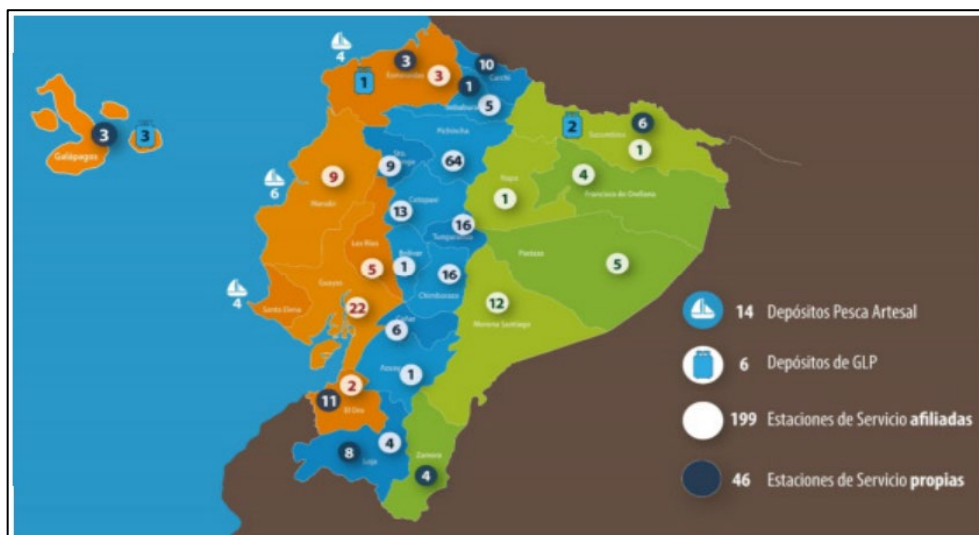 4
3
10
1
3
Esmeraldas
Carchi
1
5
Imbabura
3
3
Galápagos
2
6
Sucumbios
1
Pichincha
9
64
4
9
Manabí
6
Napo
1
Francisco de Orellana
13
Cotopaxi
16
Tungurahua
Los Ríos
Bolívar
5
1
16
Chimborazo
Pastaza
5
4
Santa Elena
Guayas
22
12
Morona Santiago
6
Cañar
Azuay
1
2
11
El Oro
8
4
Loja
Zamora
4
14 Depósitos Pesca Artesal
6 Depósitos de GLP
199 Estaciones de Servicio afiliadas
46 Estaciones de Servicio propias